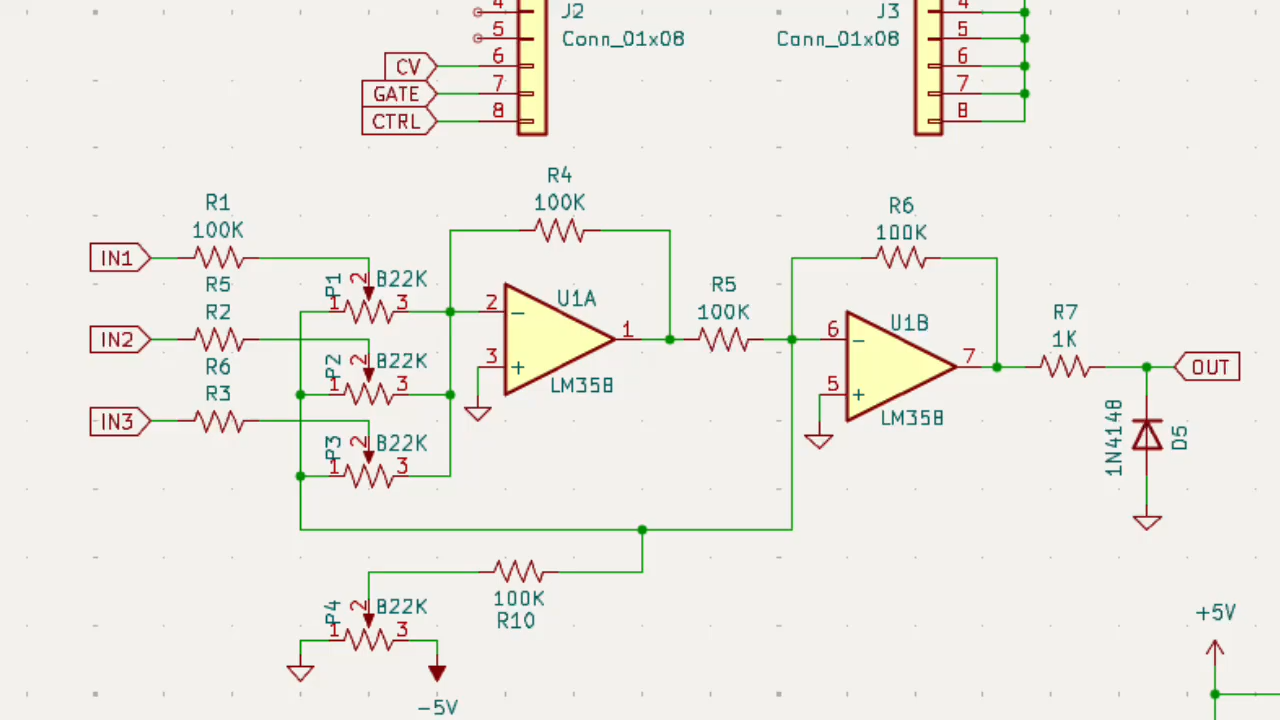 4
J2
5
Conn_01x08
6
CV
7
GATE
8
CTRL
J3
4
Conn_01x08
5
6
7
8
R4
100K
R1
100K
IN1
R5
R2
IN2
R6
R3
IN3
P1
2
B22K
1
3
P2
2
B22K
1
3
P3
2
B22K
1
3
2
−
3
+
U1A
1
LM358
R5
100K
R6
100K
6
−
5
+
U1B
7
LM358
R7
1K
OUT
1N4148
D5
100K
R10
P4
2
B22K
1
3
-5V
+5V